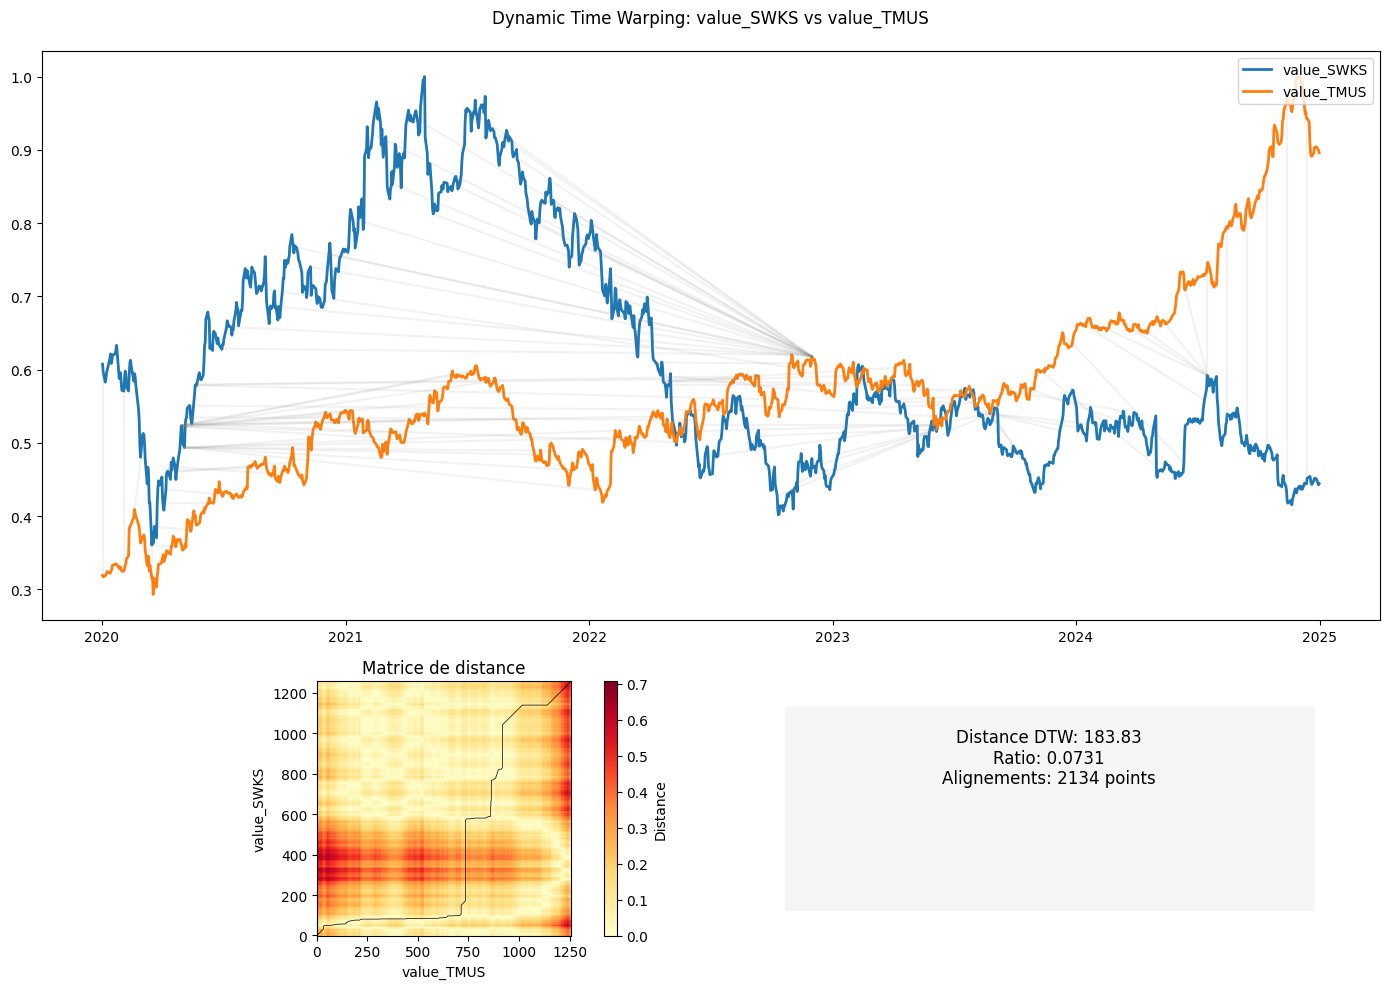 Dynamic Time Warping: value_SWKS vs value_TMUS
1.0
0.9
0.8
0.7
0.6
0.5
0.4
0.3
value_SWKS
value_TMUS
2020 2021 2022 2023 2024 2025
Matrice de distance
value_SWKS
1200
1000
800
600
400
200
0
0 250 500 750 1000 1250
value_TMUS
0.7
0.6
0.5
0.4
0.3
0.2
0.1
0.0
Distance
Distance DTW: 183.83
Ratio: 0.0731
Alignements: 2134 points